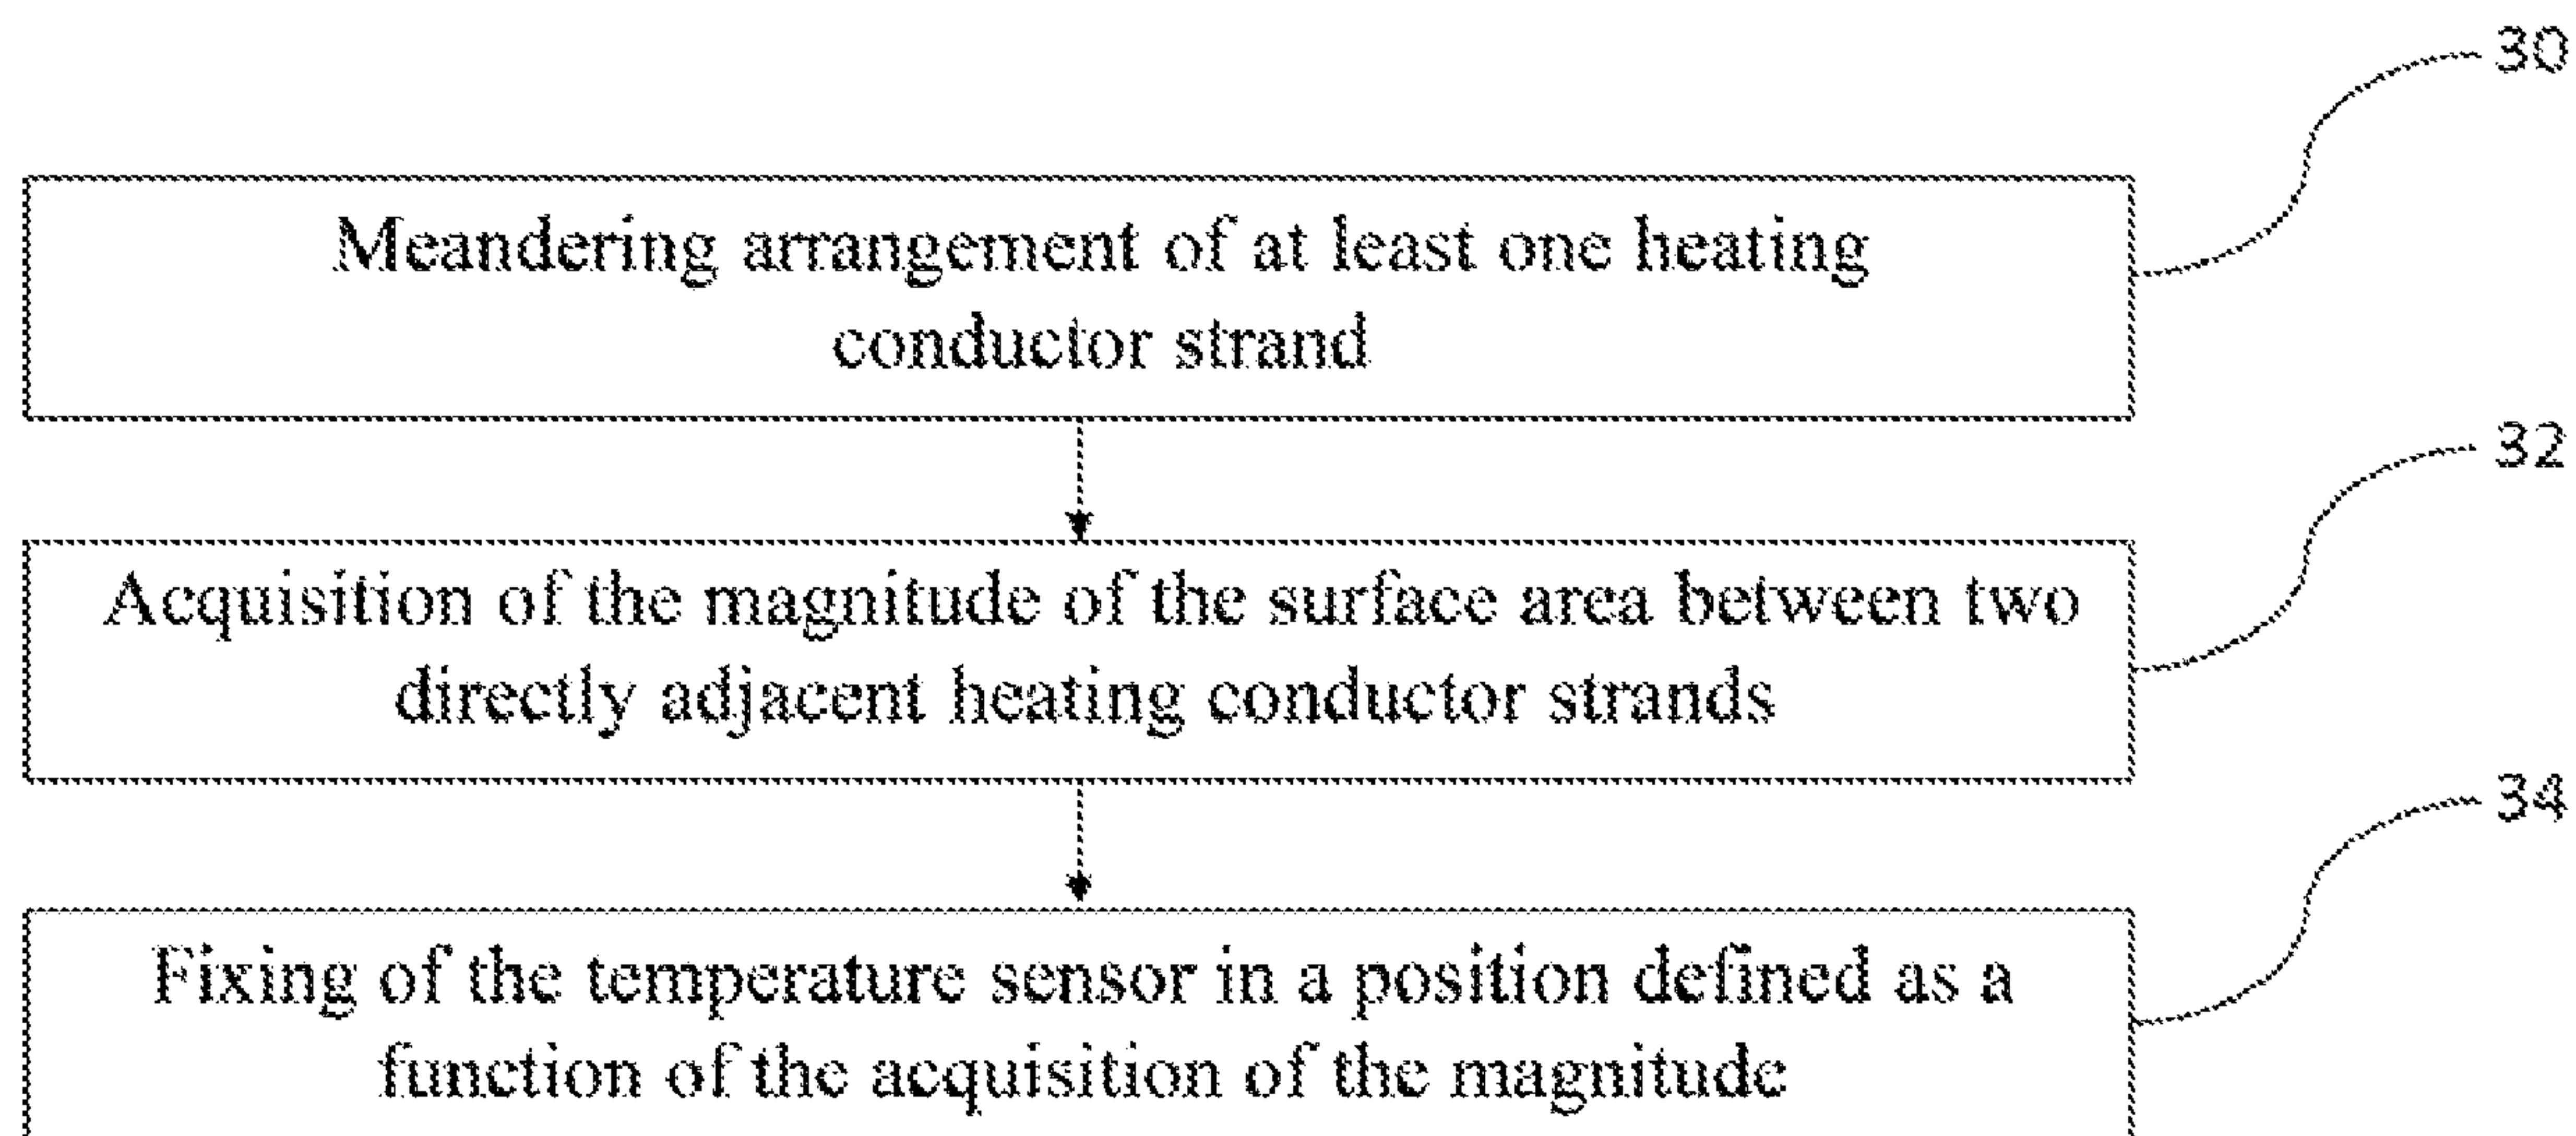 30
Meandering arrangement of at least one heating
conductor strand
32
Acquisition of the magnitude of the surface area between two
directly adjacent heating conductor strands
34
Fixing of the temperature sensor in a position defined as a
function of the acquisition of the magnitude